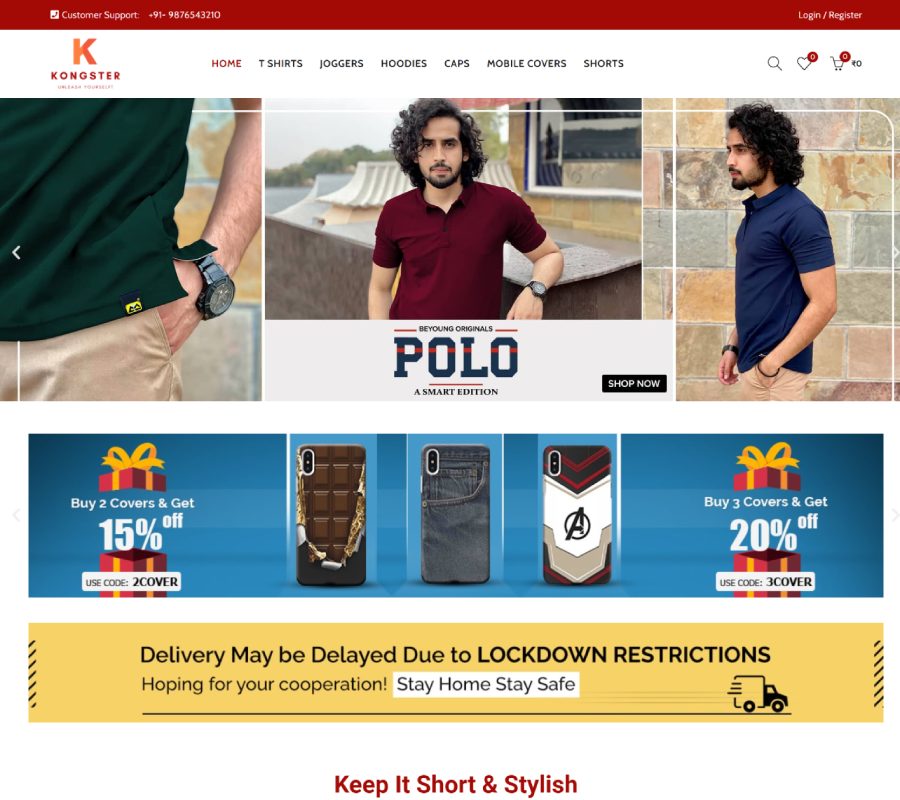 Customer Support: +91- 9876543210
Login / Register
K
KONGSTER
UNLEASH YOURSELF!
HOME T SHIRTS JOGGERS HOODIES CAPS MOBILE COVERS SHORTS
0 0 ₹0
BEYOUNG ORIGINALS
POLO
A SMART EDITION
SHOP NOW
Buy 2 Covers & Get
15% off
USE CODE: 2COVER
Buy 3 Covers & Get
20% off
USE CODE: 3COVER
Delivery May be Delayed Due to LOCKDOWN RESTRICTIONS
Hoping for your cooperation! Stay Home Stay Safe
Keep It Short & Stylish